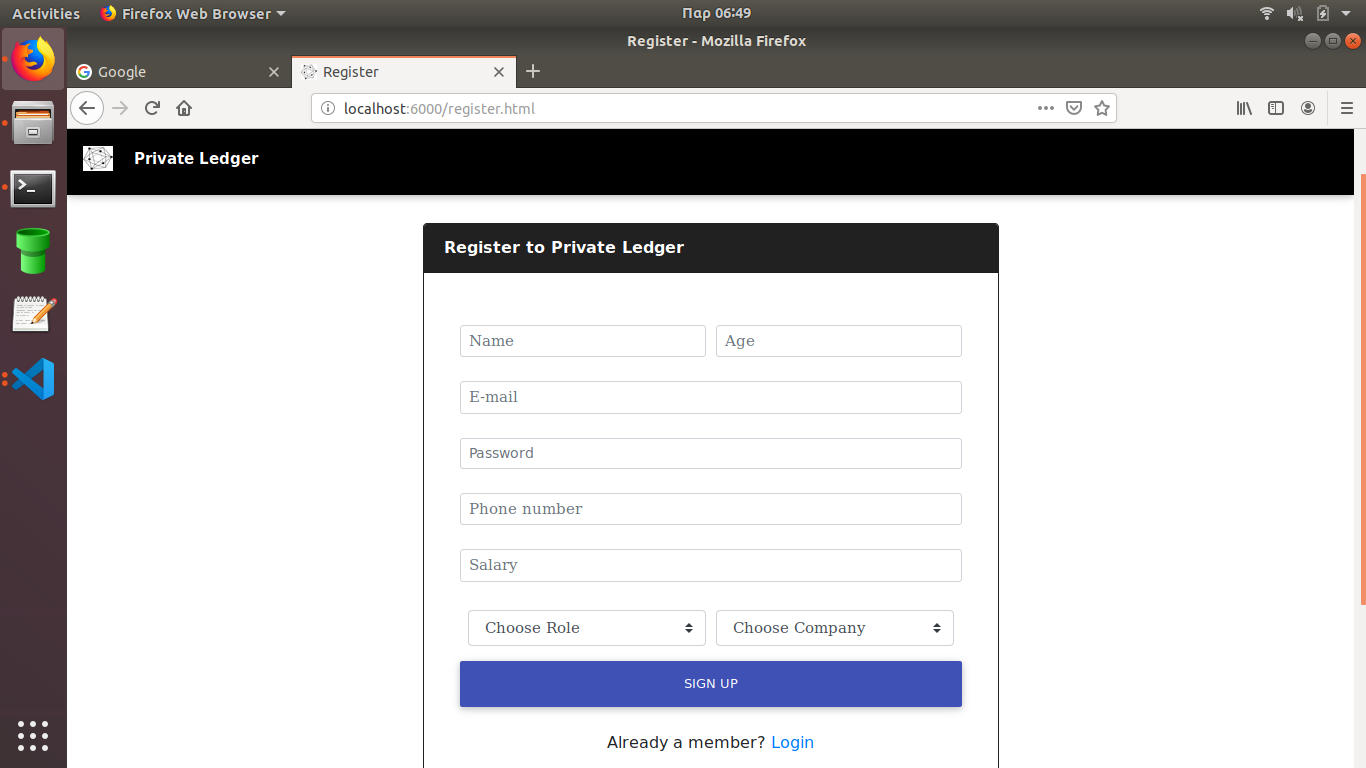 Activities Firefox Web Browser Παρ 06:49
Register - Mozilla Firefox
Google Register
localhost:6000/register.html
Private Ledger
Register to Private Ledger
Name Age
E-mail
Password
Phone number
Salary
Choose Role Choose Company
SIGN UP
Already a member? Login